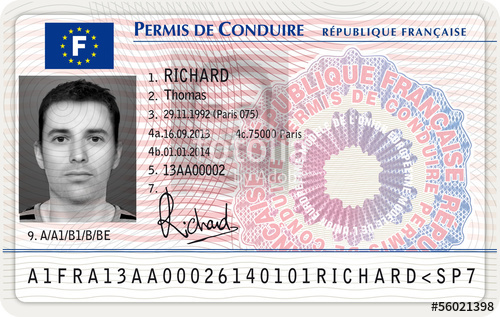 F
PERMIS DE CONDUIRE RÉPUBLIQUE FRANÇAISE
1. RICHARD
2. Thomas
3. 29.11.1992 (Paris 075)
4a.16.09.2013 4c.75000 Paris
4b.01.01.2014
5. 13AA00002
7.
Richard
9. A/A1/B1/B/BE
RÉPUBLIQUE FRANÇAISE
PERMIS DE CONDUIRE
A1FRA13AA00026140101RICHARD<SP7
#56021398